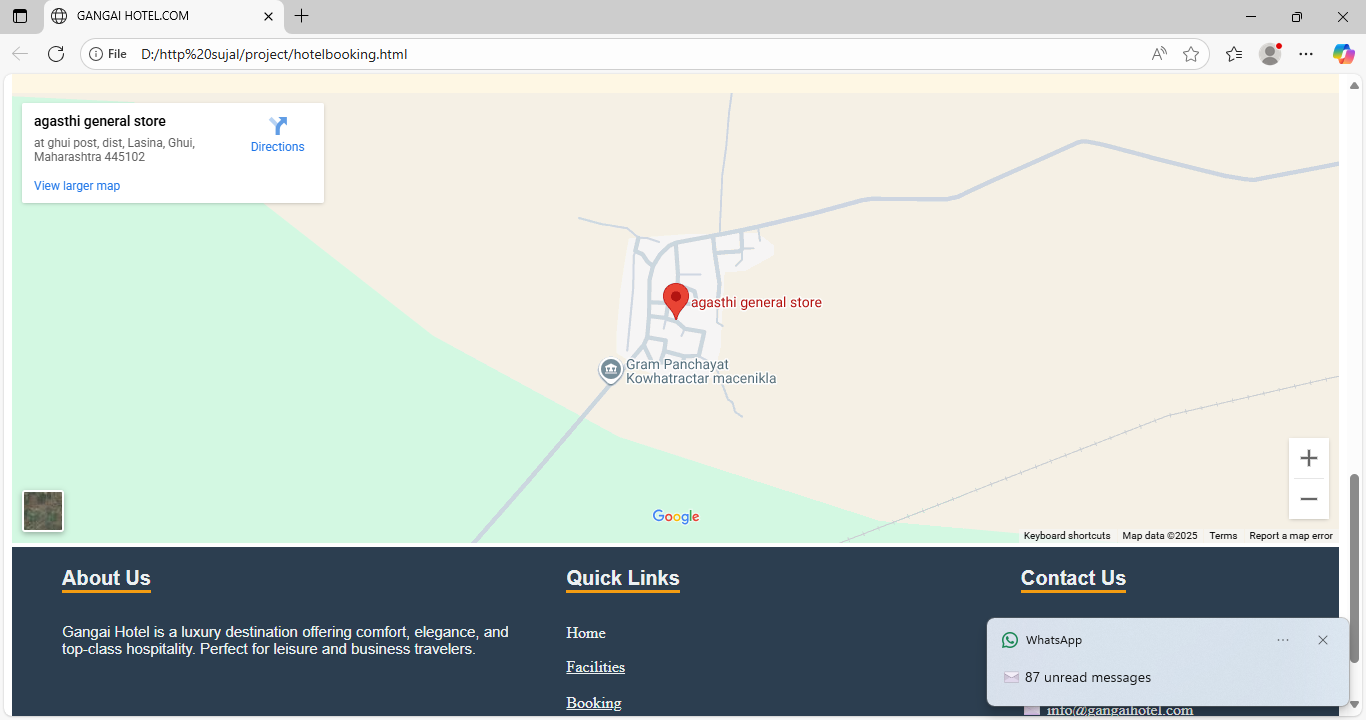 GANGAI HOTEL.COM
File D:/http%20sujal/project/hotelbooking.html
agasthi general store
at ghui post, dist, Lasina, Ghui,
Maharashtra 445102
View larger map
Directions
agasthi general store
Gram Panchayat
Kowhatractar macenikla
Google
Keyboard shortcuts Map data ©2025 Terms Report a map error
About Us
Gangai Hotel is a luxury destination offering comfort, elegance, and
top-class hospitality. Perfect for leisure and business travelers.
Quick Links
Home
Facilities
Booking
Contact Us
WhatsApp
87 unread messages
info@gangaihotel.com